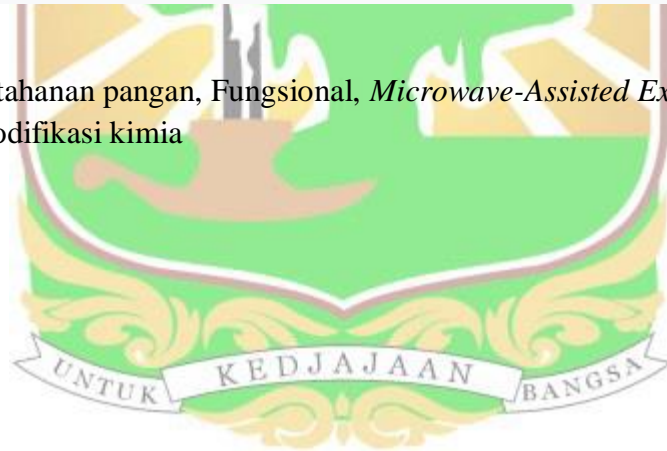 tahanan pangan, Fungsional, Microwave-Assisted Ex
odifikasi kimia
UNTUK KEDJAJAAN BANGSA